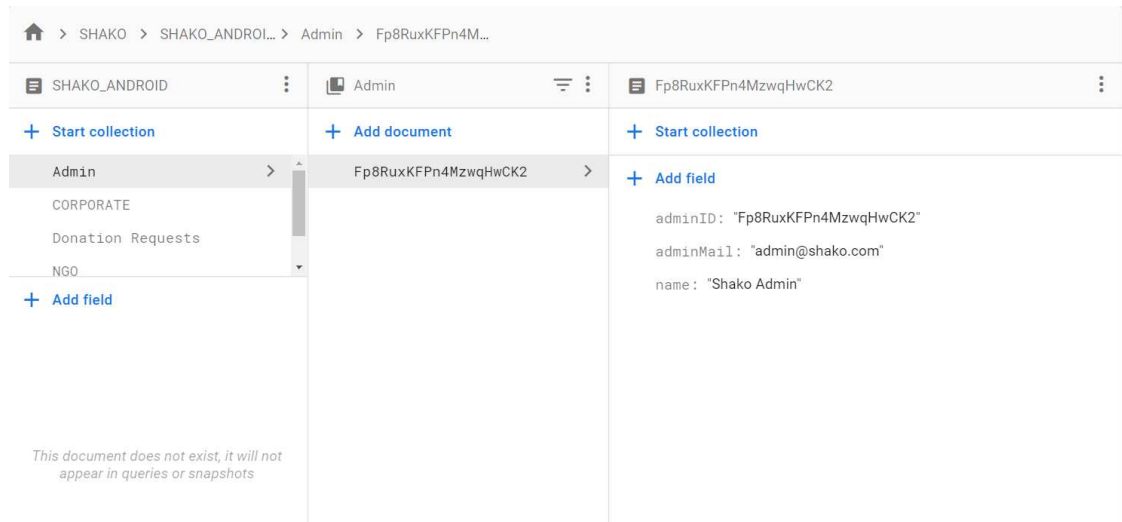 SHAKO > SHAKO_ANDROI... > Admin > Fp8RuxKFPn4M...
SHAKO_ANDROID
Start collection
Admin
CORPORATE
Donation Requests
NGO
Add field
This document does not exist, it will not
appear in queries or snapshots
Admin
Add document
Fp8RuxKFPn4MzwqHwCK2
Fp8RuxKFPn4MzwqHwCK2
Start collection
Add field
adminID: "Fp8RuxKFPn4MzwqHwCK2"
adminMail: "admin@shako.com"
name: "Shako Admin"